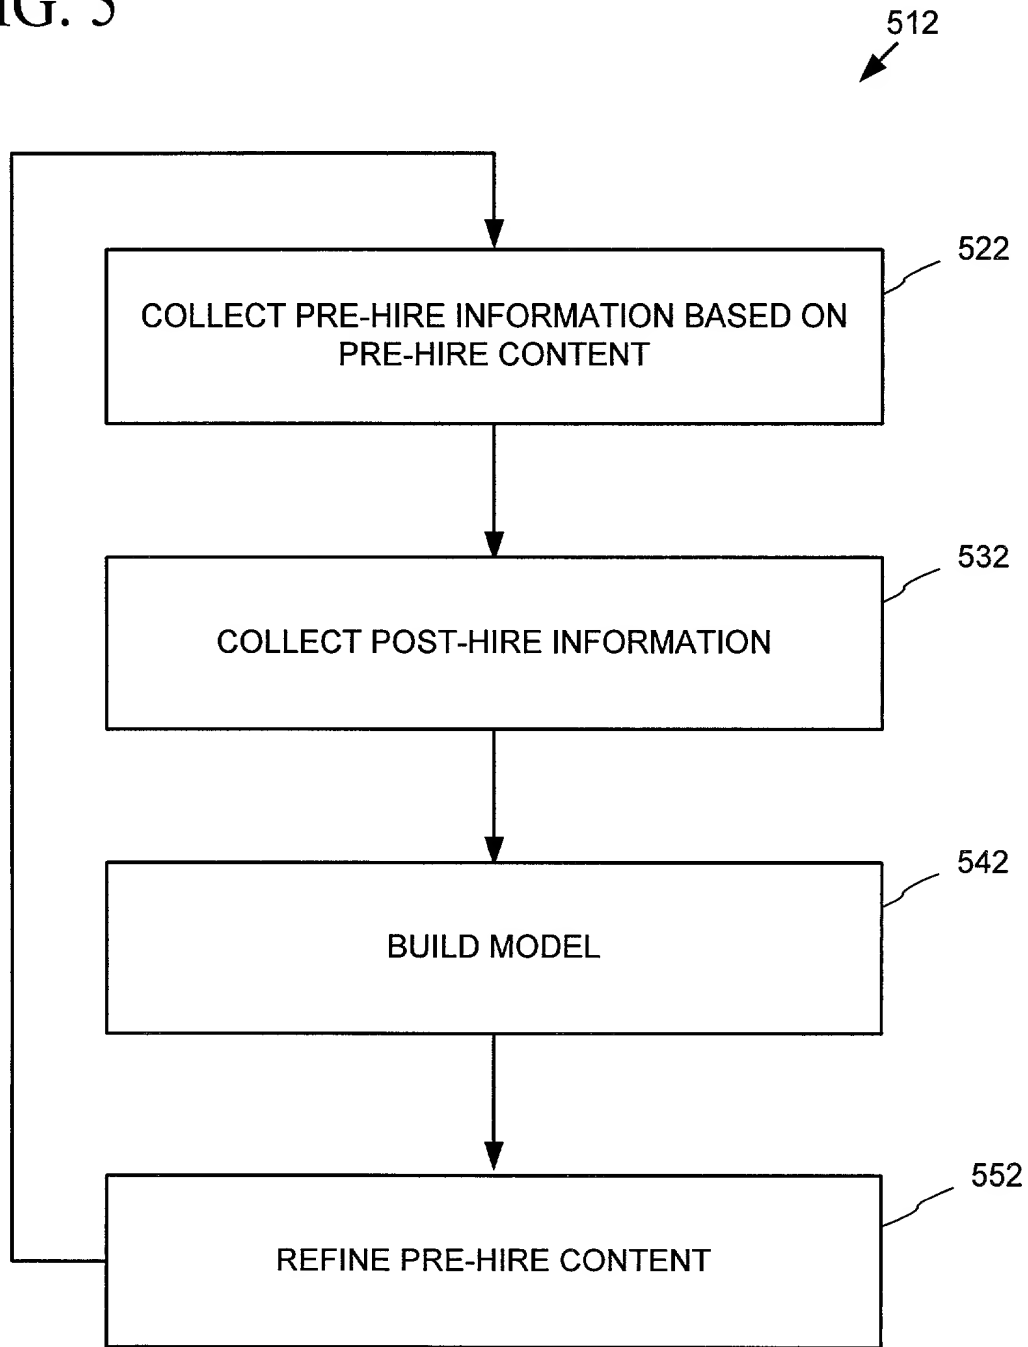 IG. 5
512
522
COLLECT PRE-HIRE INFORMATION BASED ON
PRE-HIRE CONTENT
532
COLLECT POST-HIRE INFORMATION
542
BUILD MODEL
552
REFINE PRE-HIRE CONTENT